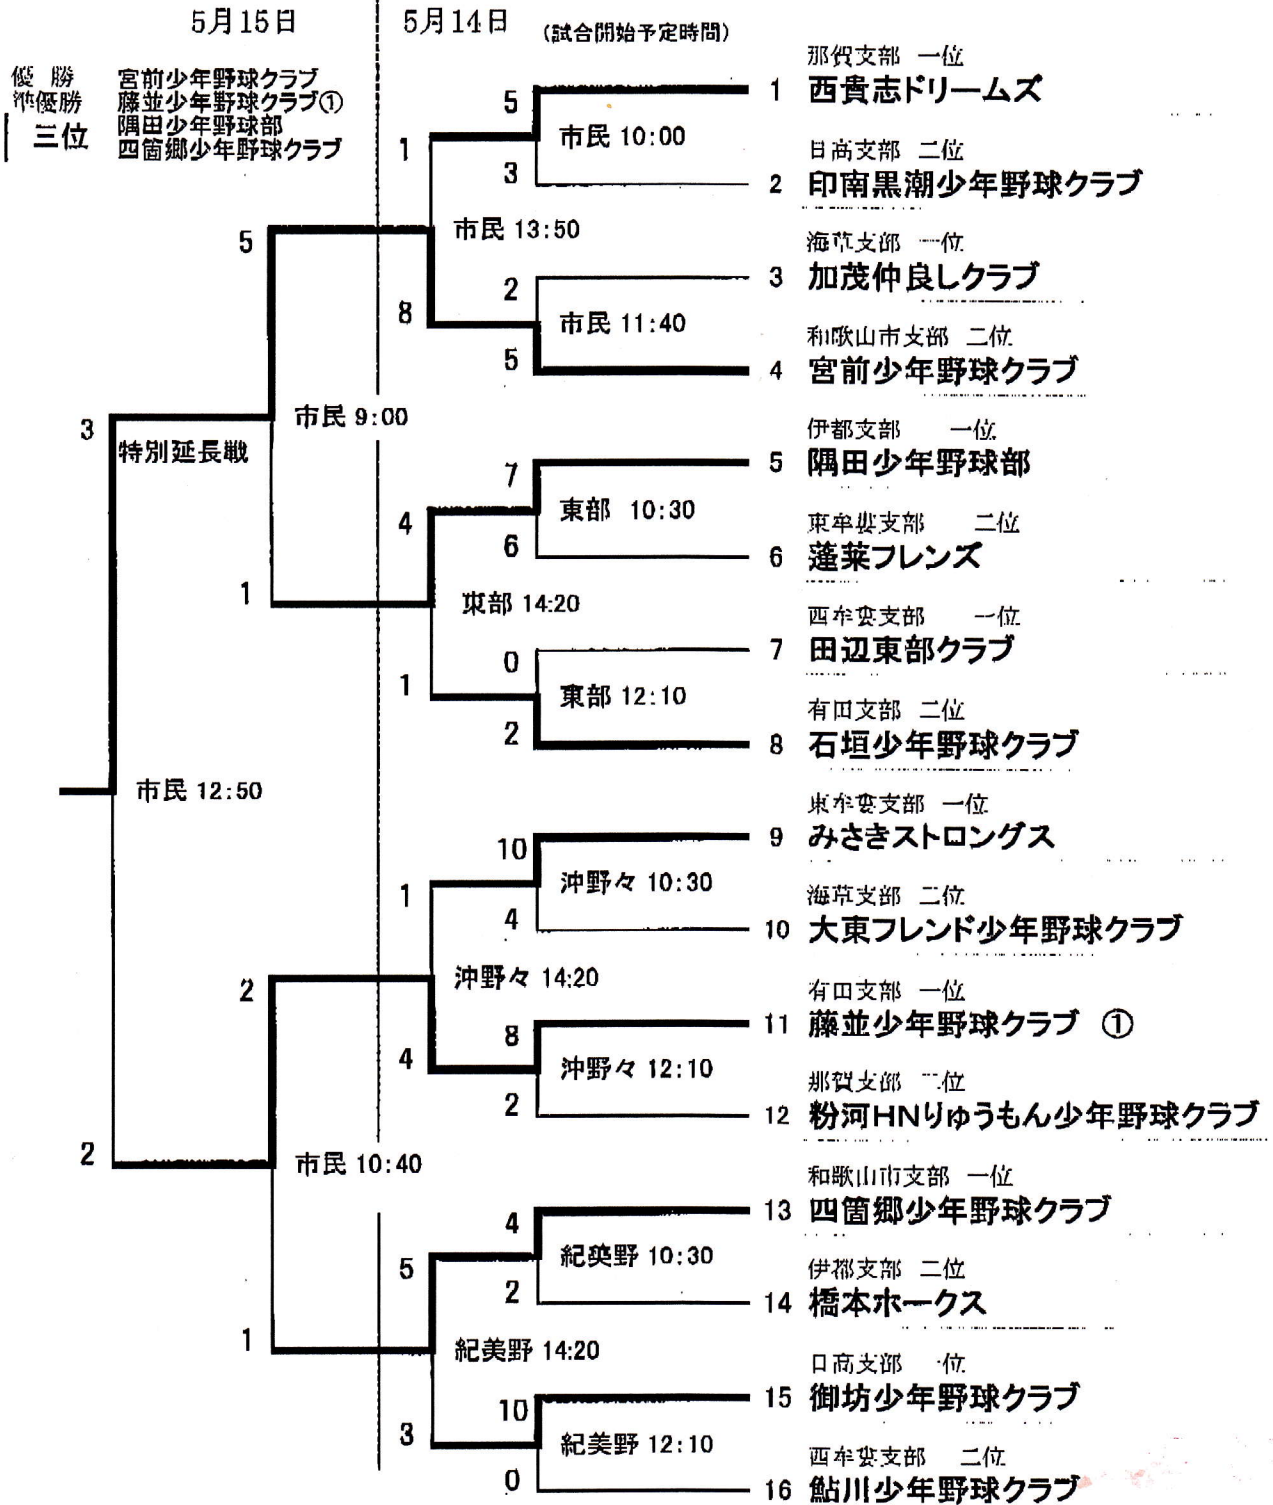 5月15日
5月14日 (試合開始予定時間)
優勝 宮前少年野球クラブ
準優勝 藤並少年野球クラブ①
三位 隅田少年野球部
四箇郷少年野球クラブ
那賀支部 一位
5 1 西貴志ドリームズ
市民 10:00
1
日高支部 二位
3 2 印南黒潮少年野球クラブ
市民 13:50
5
海草支部 一位
2 3 加茂仲良しクラブ
8
市民 11:40
和歌山市支部 二位
5 4 宮前少年野球クラブ
市民 9:00
3
特別延長戦
伊都支部 一位
7 5 隅田少年野球部
4
東部 10:30
東牟婁支部 二位
6 6 蓬莱フレンズ
1
東部 14:20
西牟婁支部 一位
0 7 田辺東部クラブ
1
東部 12:10
有田支部 二位
2 8 石垣少年野球クラブ
市民 12:50
東牟婁支部 一位
10 9 みさきストロングス
1
沖野々 10:30
海草支部 二位
4 10 大東フレンド少年野球クラブ
沖野々 14:20
2
有田支部 一位
8 11 藤並少年野球クラブ ①
4
沖野々 12:10
那賀支部 二位
2 12 粉河HNりゅうもん少年野球クラブ
2
市民 10:40
和歌山市支部 一位
4 13 四箇郷少年野球クラブ
5
紀美野 10:30
伊都支部 二位
2 14 橋本ホークス
1
紀美野 14:20
日高支部 位
10 15 御坊少年野球クラブ
3
紀美野 12:10
西牟婁支部 二位
0 16 鮎川少年野球クラブ